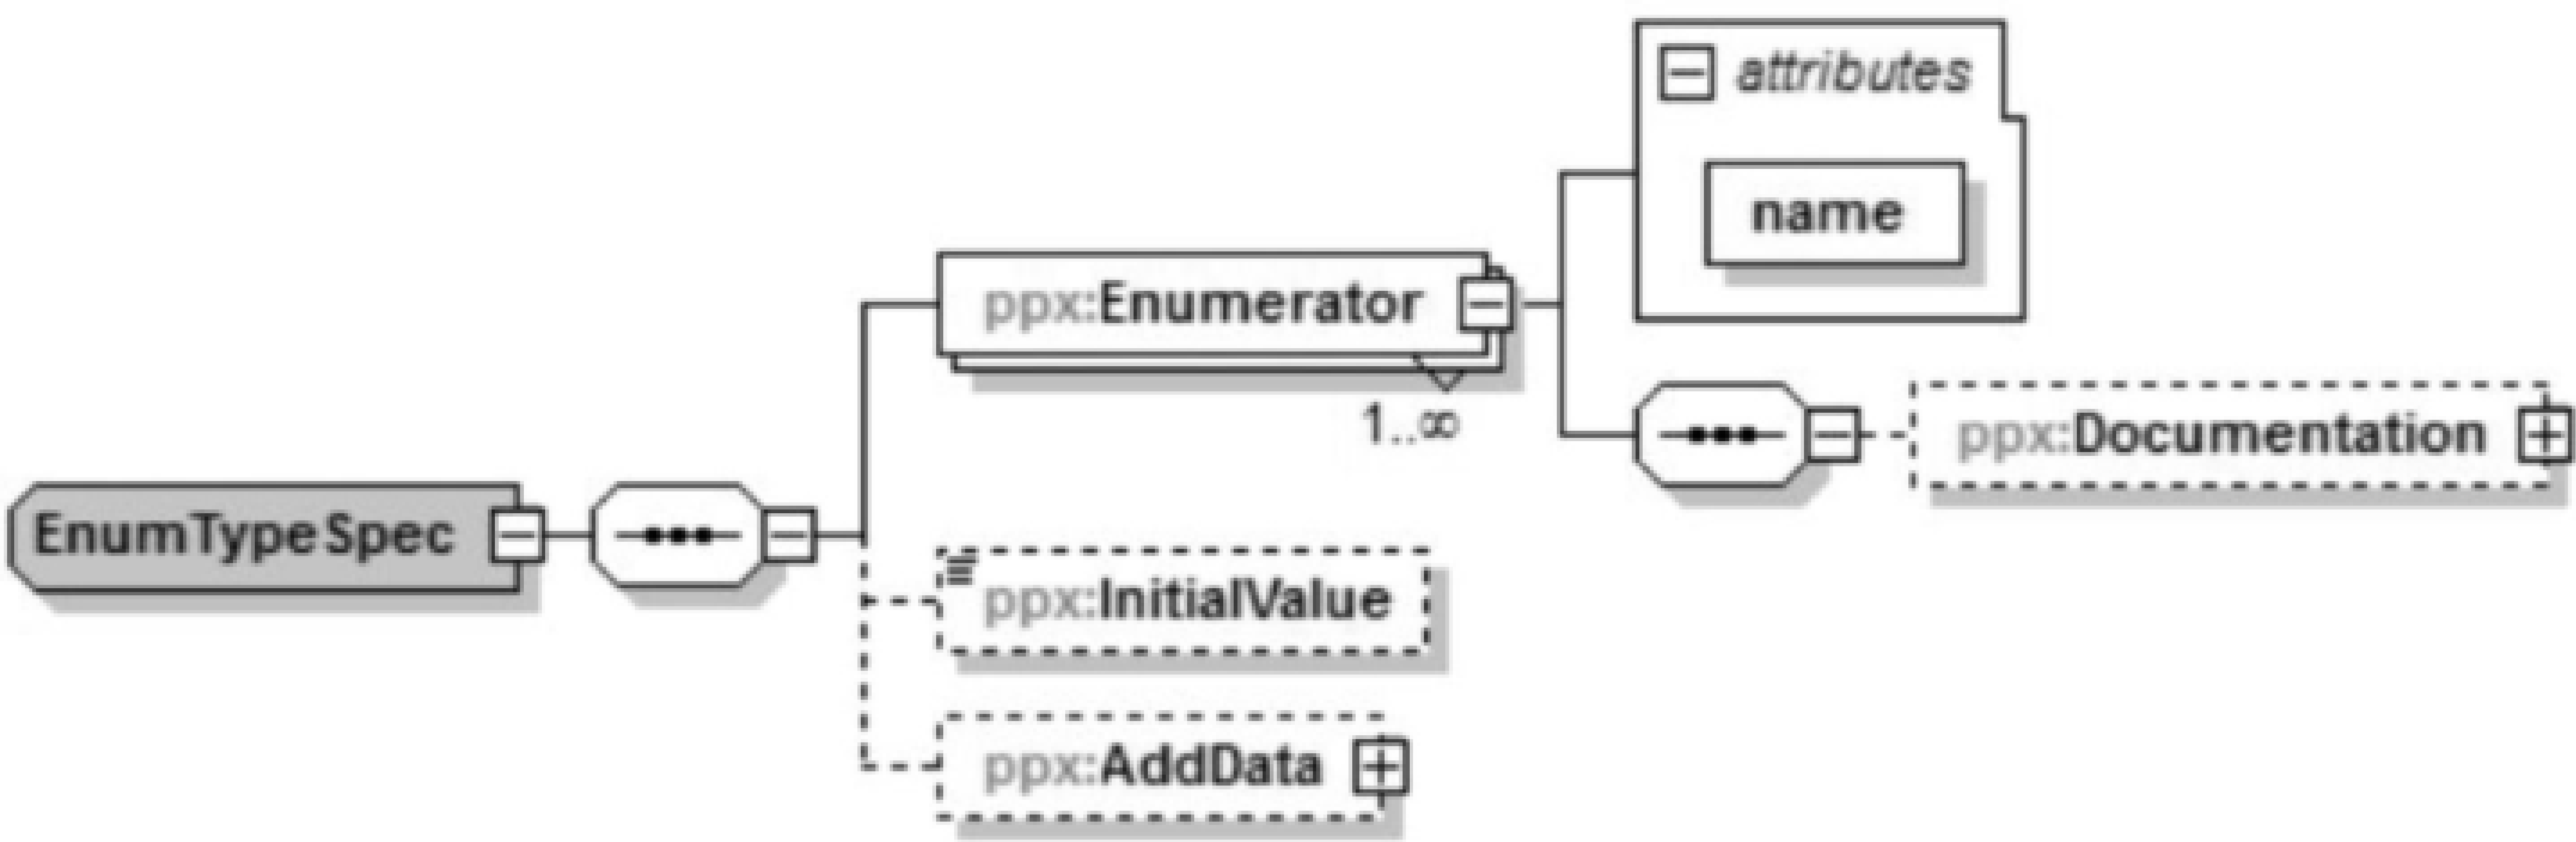 attributes
name
ppx:Enumerator
1..∞
ppx:Documentation
EnumTypeSpec
ppx:InitialValue
ppx:AddData